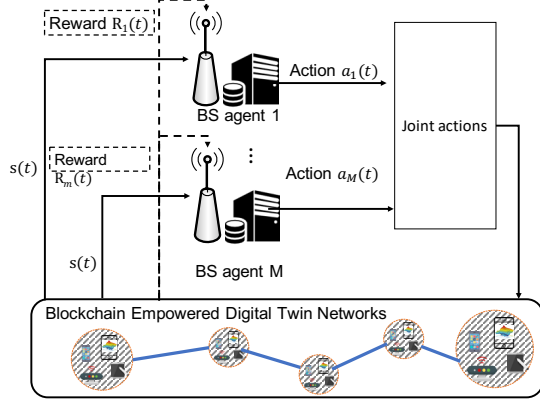 Reward R₁(t)
Action a₁(t)
BS agent 1
Joint actions
s(t)
Reward
Rₘ(t)
⋮
Action a_M(t)
s(t)
BS agent M
Blockchain Empowered Digital Twin Networks